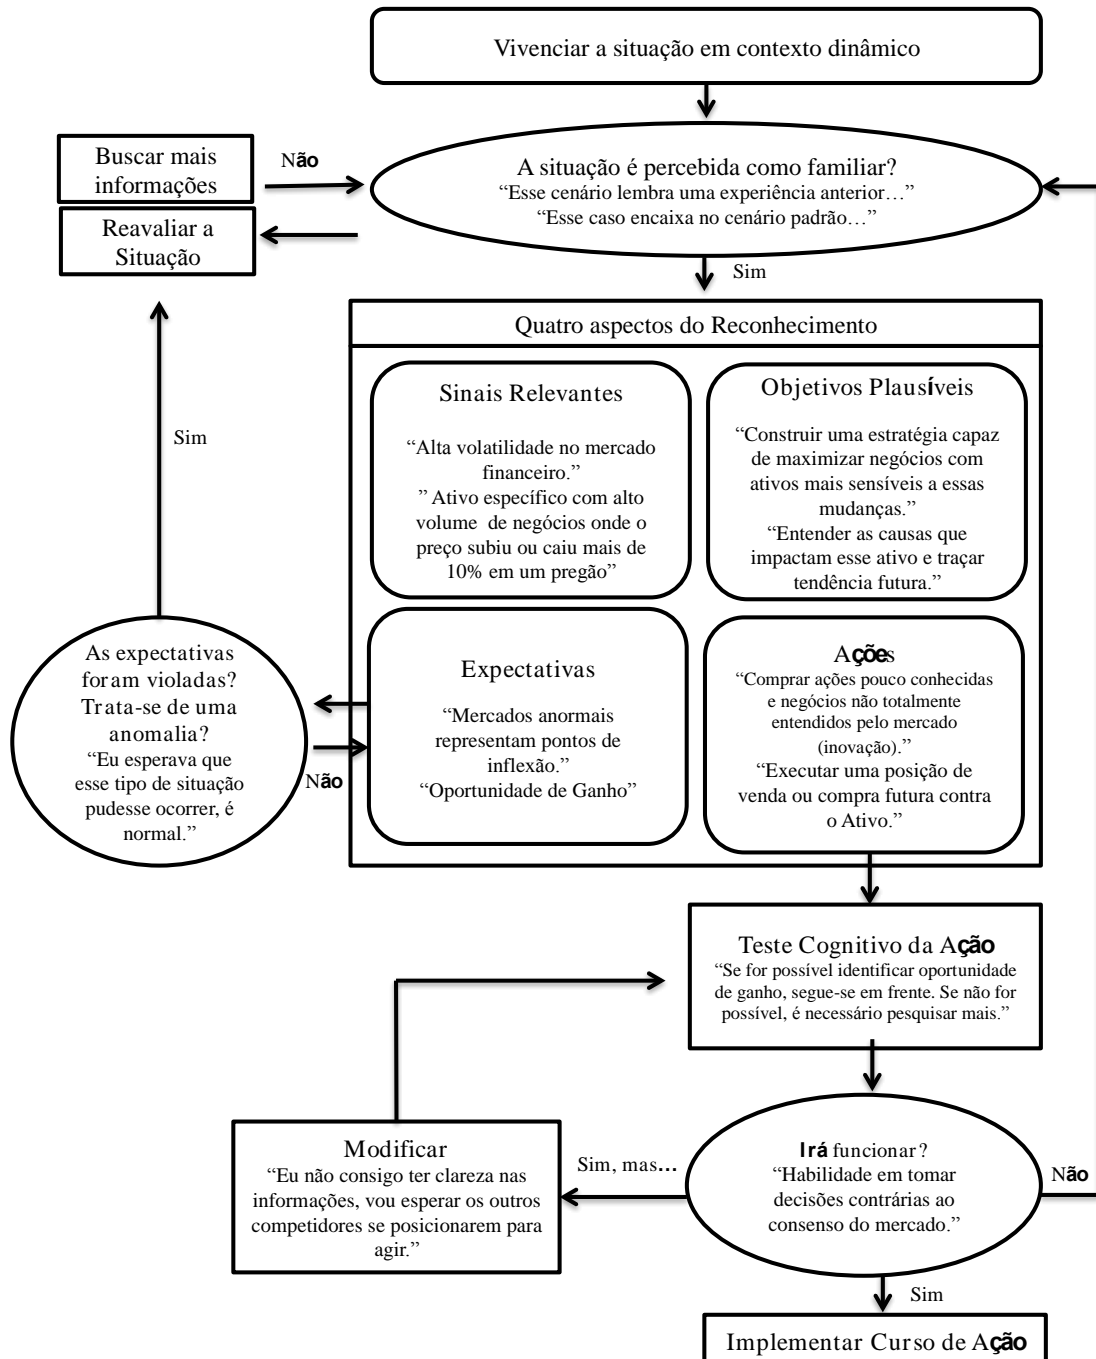 Vivenciar a situação em contexto dinâmico
Buscar mais
informações
Não
A situação é percebida como familiar?
“Esse cenário lembra uma experiência anterior…”
“Esse caso encaixa no cenário padrão…”
Reavaliar a
Situação
Sim
Quatro aspectos do Reconhecimento
Sinais Relevantes
“Alta volatilidade no mercado
financeiro.”
” Ativo específico com alto
volume de negócios onde o
preço subiu ou caiu mais de
10% em um pregão”
Objetivos Plausíveis
“Construir uma estratégia capaz
de maximizar negócios com
ativos mais sensíveis a essas
mudanças.”
“Entender as causas que
impactam esse ativo e traçar
tendência futura.”
Sim
As expectativas
foram violadas?
Trata-se de uma
anomalia?
“Eu esperava que
esse tipo de situação
pudesse ocorrer, é
normal.”
Não
Expectativas
“Mercados anormais
representam pontos de
inflexão.”
“Oportunidade de Ganho”
Ações
“Comprar ações pouco conhecidas
e negócios não totalmente
entendidos pelo mercado
(inovação).”
“Executar uma posição de
venda ou compra futura contra
o Ativo.”
Teste Cognitivo da Ação
“Se for possível identificar oportunidade
de ganho, segue-se em frente. Se não for
possível, é necessário pesquisar mais.”
Modificar
“Eu não consigo ter clareza nas
informações, vou esperar os outros
competidores se posicionarem para
agir.”
Sim, mas…
Irá funcionar?
“Habilidade em tomar
decisões contrárias ao
consenso do mercado.”
Não
Sim
Implementar Curso de Ação